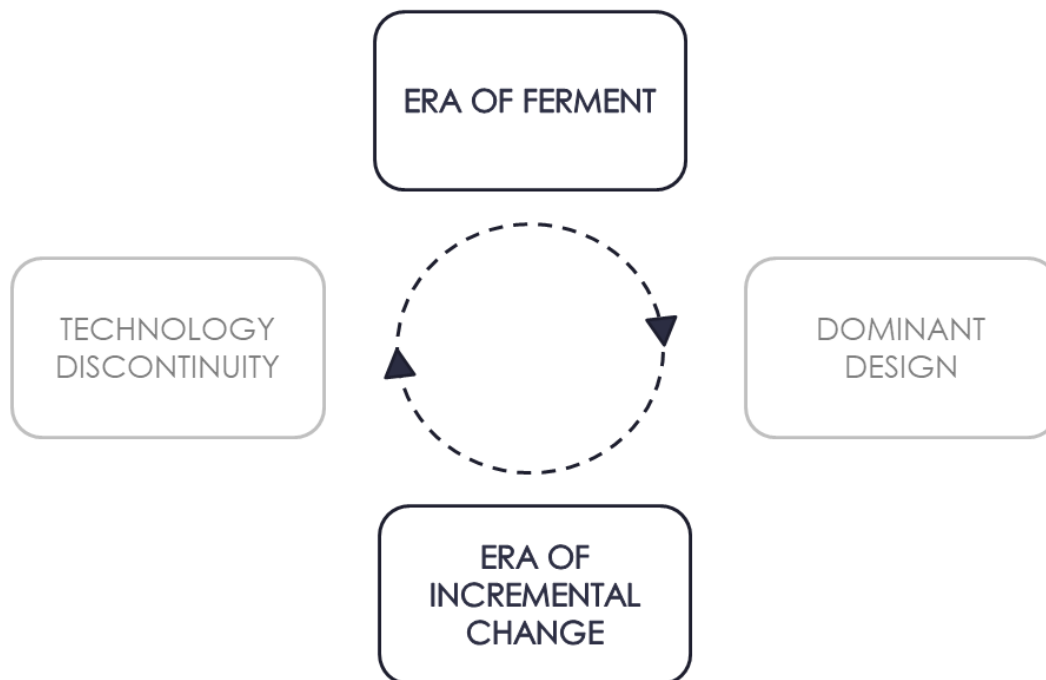 ERA OF FERMENT
TECHNOLOGY
DISCONTINUITY
DOMINANT
DESIGN
ERA OF
INCREMENTAL
CHANGE